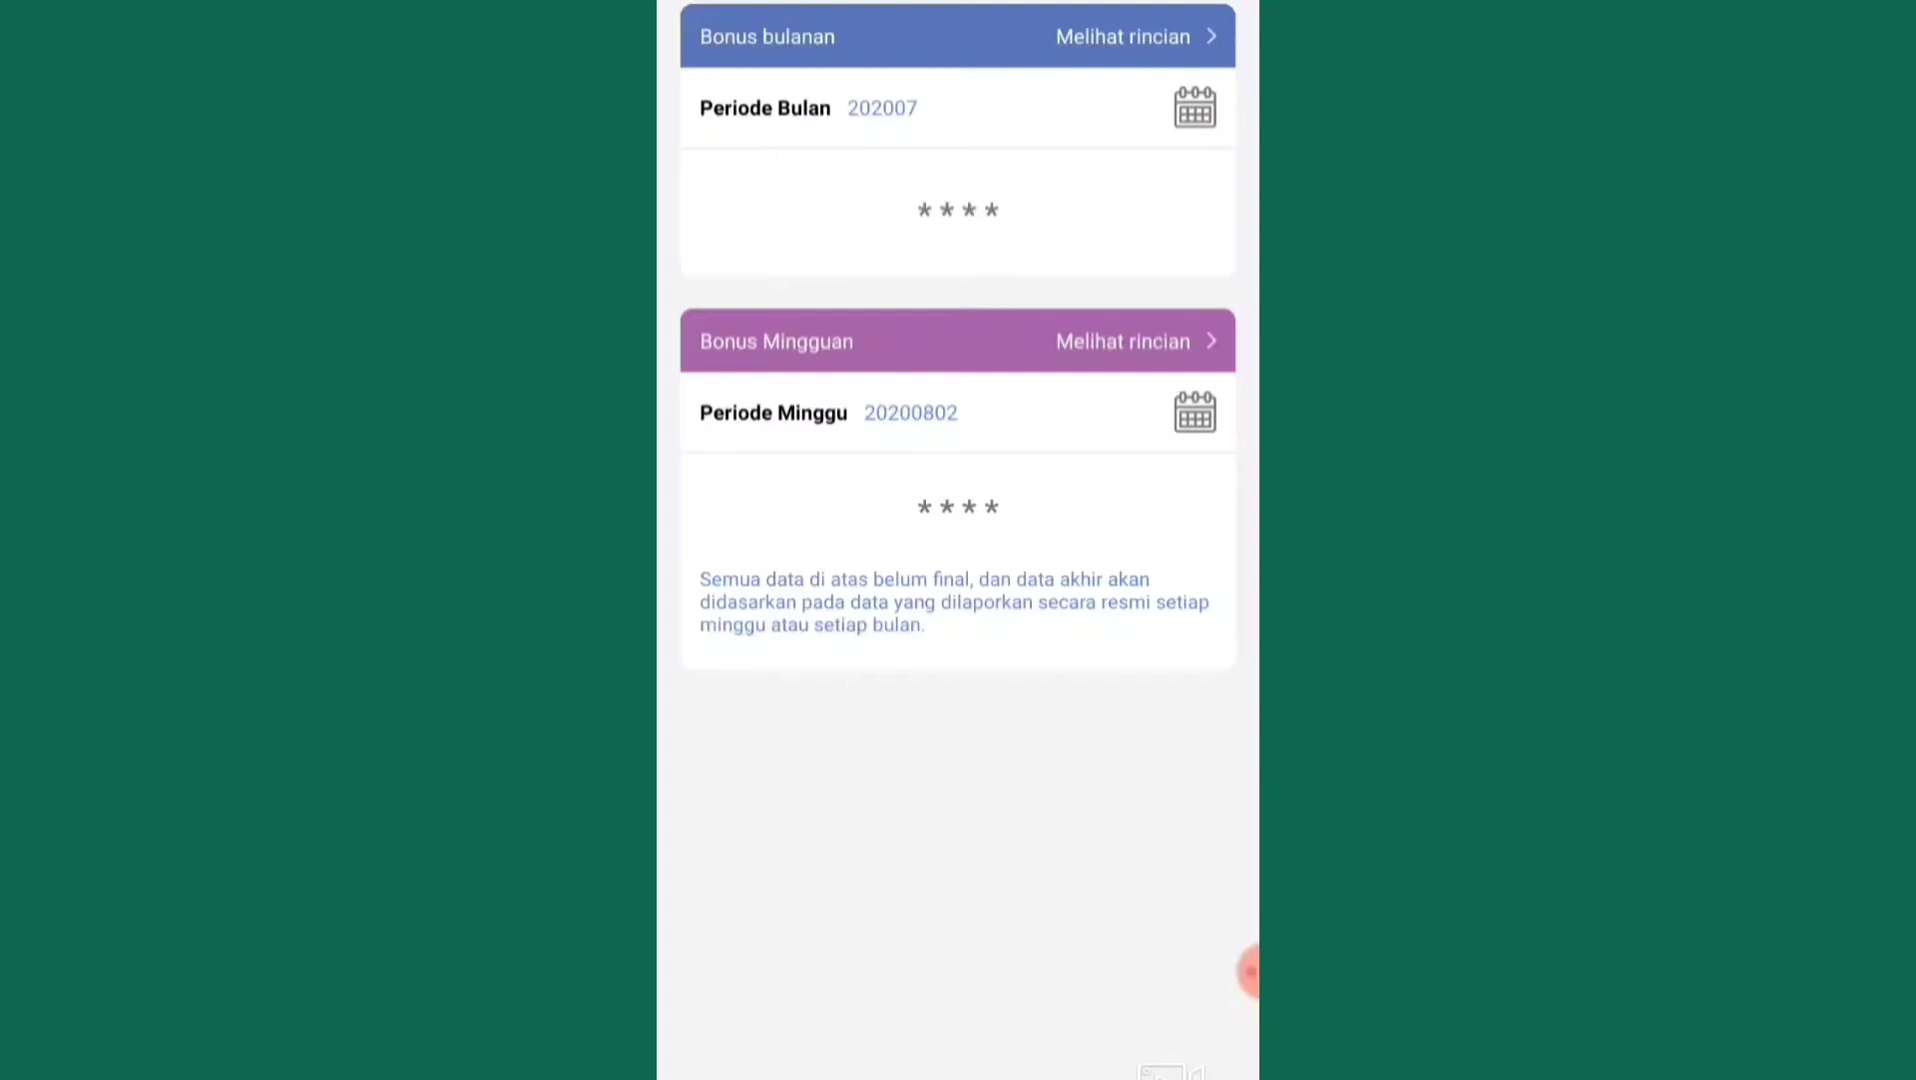 Bonus bulanan Melihat rincian
Periode Bulan 202007
****
Bonus Mingguan Melihat rincian
Periode Minggu 20200802
****
Semua data di atas belum final, dan data akhir akan
didasarkan pada data yang dilaporkan secara resmi setiap
minggu atau setiap bulan.